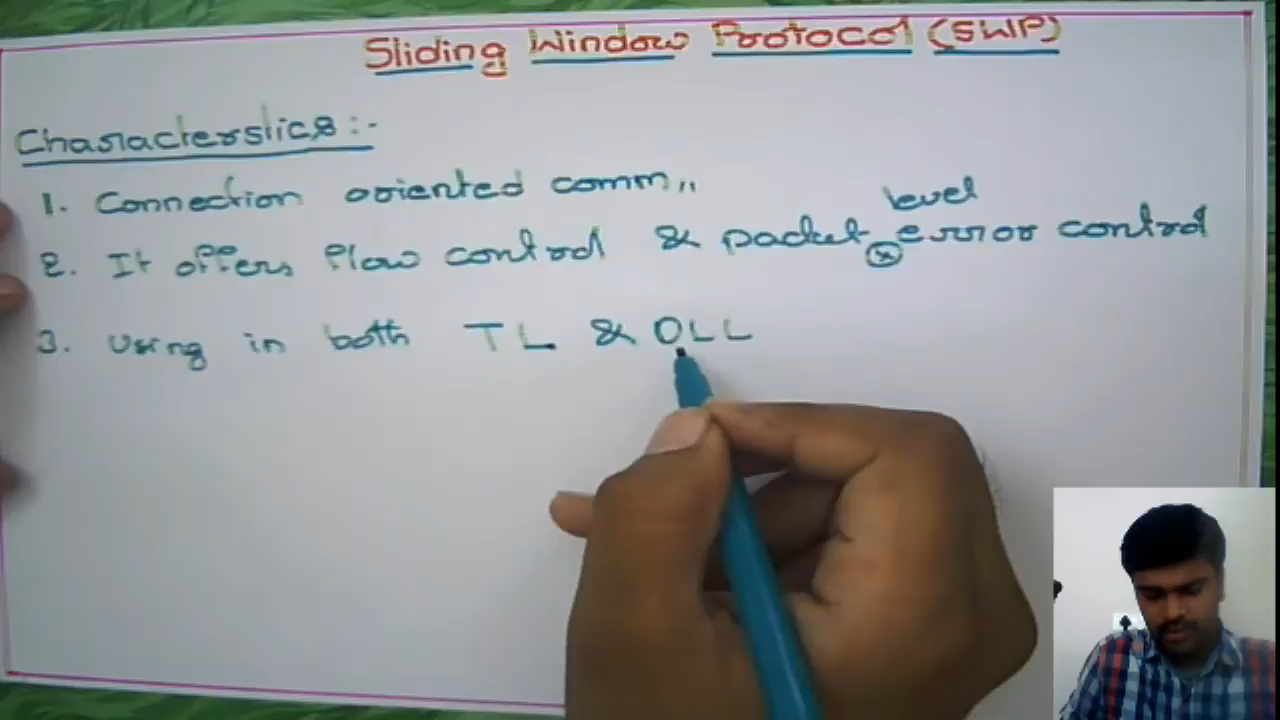 Sliding Window Protocol (SWP)
Characterstics :-
1. Connection oriented comm,,
level
2. It offers flow control & packet error control
3. Using in both TL & DLL